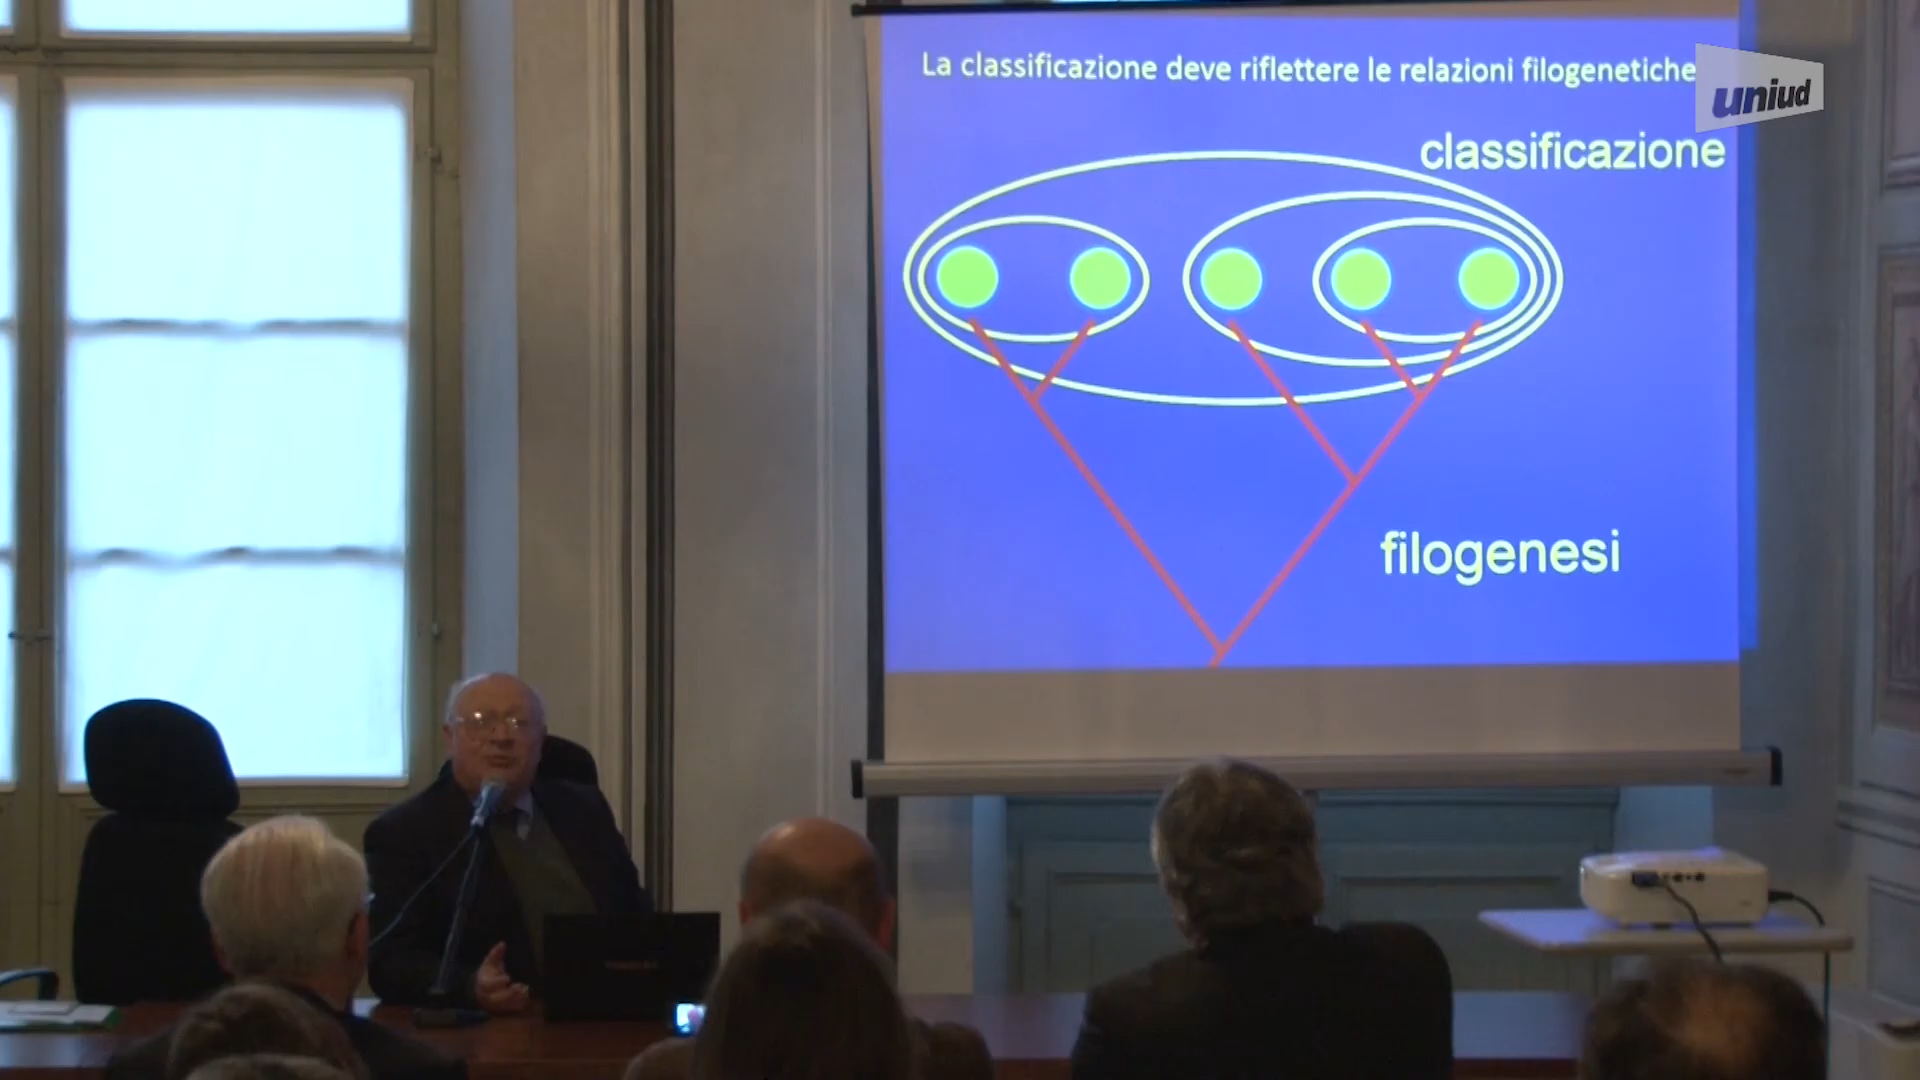 La classificazione deve riflettere le relazioni filogenetiche
uniud
classificazione
filogenesi